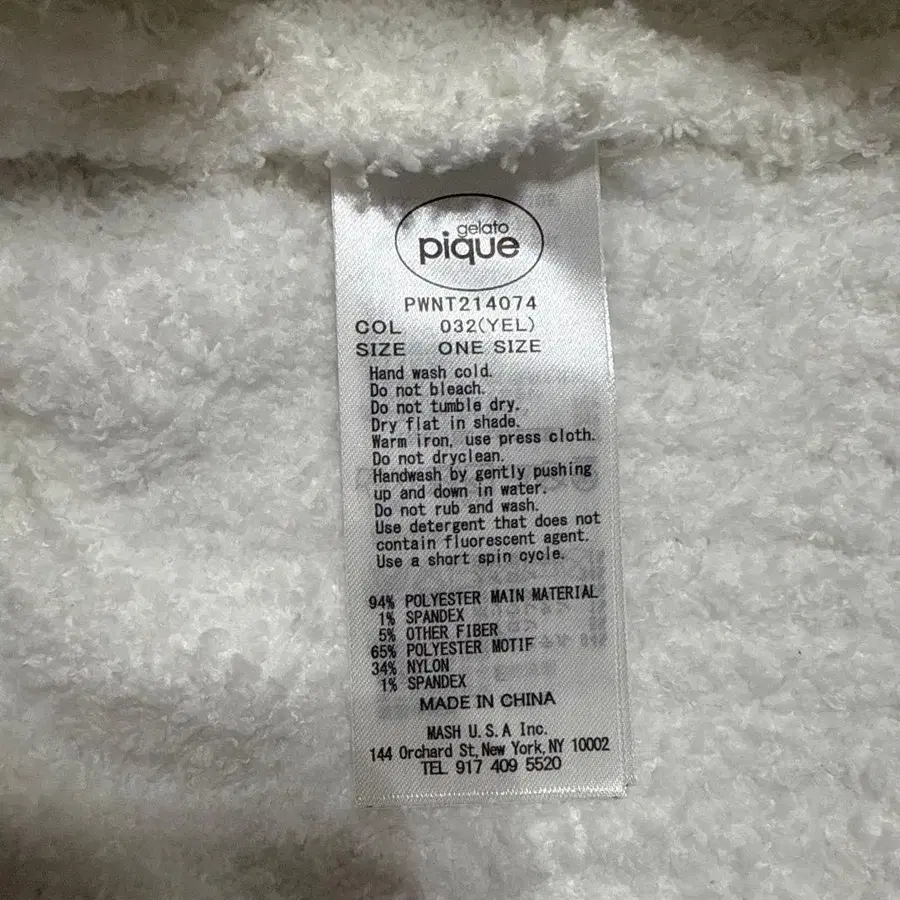 gelato
pique
PWNT214074
COL 032(YEL)
SIZE ONE SIZE
Hand wash cold.
Do not bleach.
Do not tumble dry.
Dry flat in shade.
Warm iron, use press cloth.
Do not dryclean.
Handwash by gently pushing
up and down in water.
Do not rub and wash.
Use detergent that does not
contain fluorescent agent.
Use a short spin cycle.
94% POLYESTER MAIN MATERIAL
1% SPANDEX
5% OTHER FIBER
65% POLYESTER MOTIF
34% NYLON
1% SPANDEX
MADE IN CHINA
MASH U.S.A Inc.
144 Orchard St, New York, NY 10002
TEL 917 409 5520